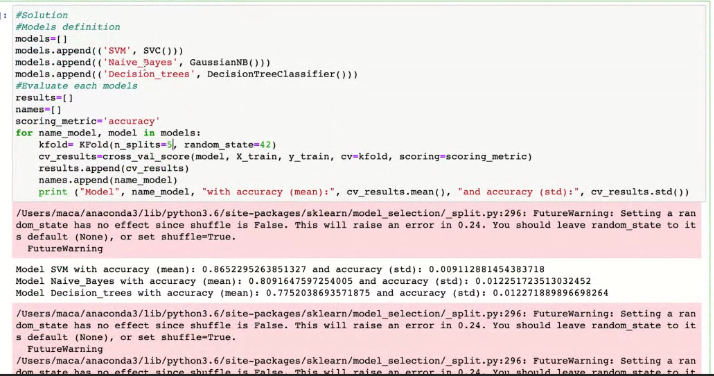 ]: #Solution
#Models definition
models=[]
models.append(('SVM', SVC()))
models.append(('Naive_Bayes', GaussianNB()))
models.append(('Decision_trees', DecisionTreeClassifier()))
#Evaluate each models
results=[]
names=[]
scoring_metric='accuracy'
for name_model, model in models:
    kfold= KFold(n_splits=5, random_state=42)
    cv_results=cross_val_score(model, X_train, y_train, cv=kfold, scoring=scoring_metric)
    results.append(cv_results)
    names.append(name_model)
    print ("Model", name_model, "with accuracy (mean):", cv_results.mean(), "and accuracy (std):", cv_results.std())
/Users/maca/anaconda3/lib/python3.6/site-packages/sklearn/model_selection/_split.py:296: FutureWarning: Setting a ran
dom_state has no effect since shuffle is False. This will raise an error in 0.24. You should leave random_state to it
s default (None), or set shuffle=True.
  FutureWarning
Model SVM with accuracy (mean): 0.8652295263851327 and accuracy (std): 0.009112881454383718
Model Naive_Bayes with accuracy (mean): 0.8091647597254005 and accuracy (std): 0.012251723513032452
Model Decision_trees with accuracy (mean): 0.7752038693571875 and accuracy (std): 0.012271889896698264
/Users/maca/anaconda3/lib/python3.6/site-packages/sklearn/model_selection/_split.py:296: FutureWarning: Setting a ran
dom_state has no effect since shuffle is False. This will raise an error in 0.24. You should leave random_state to it
s default (None), or set shuffle=True.
  FutureWarning
/Users/maca/anaconda3/lib/python3.6/site-packages/sklearn/model_selection/_split.py:296: FutureWarning: Setting a ran
dom_state has no effect since shuffle is False. This will raise an error in 0.24. You should leave random_state to it